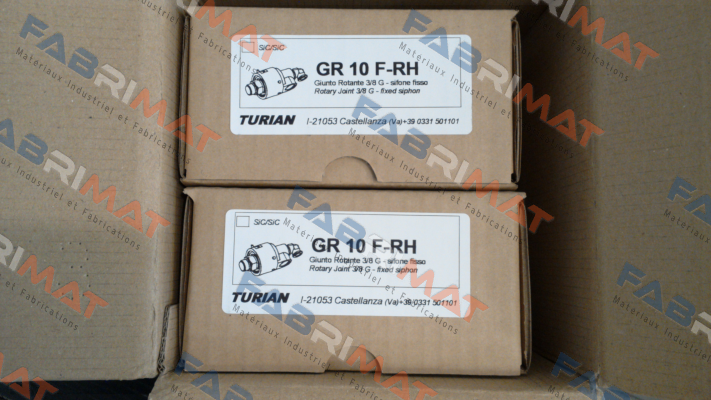 SiC/SiC
GR 10 F-RH
Giunto Rotante 3/8 G - sifone fisso
Rotary Joint 3/8 G - fixed siphon
TURIAN I-21053 Castellanza (Va)+39 0331 501101
SiC/SiC
GR 10 F-RH
Giunto Rotante 3/8 G - sifone fisso
Rotary Joint 3/8 G - fixed siphon
TURIAN I-21053 Castellanza (Va)+39 0331 501101
FABRIMAT
Materiaux Industriel et Fabrications